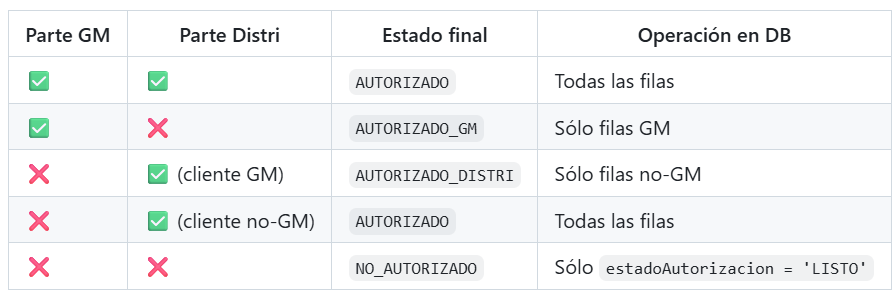 Parte GM Parte Distri Estado final Operación en DB
✅ ✅ AUTORIZADO Todas las filas
✅ ❌ AUTORIZADO_GM Sólo filas GM
❌ ✅ (cliente GM) AUTORIZADO_DISTRI Sólo filas no-GM
❌ ✅ (cliente no-GM) AUTORIZADO Todas las filas
❌ ❌ NO_AUTORIZADO Sólo estadoAutorizacion = 'LISTO'